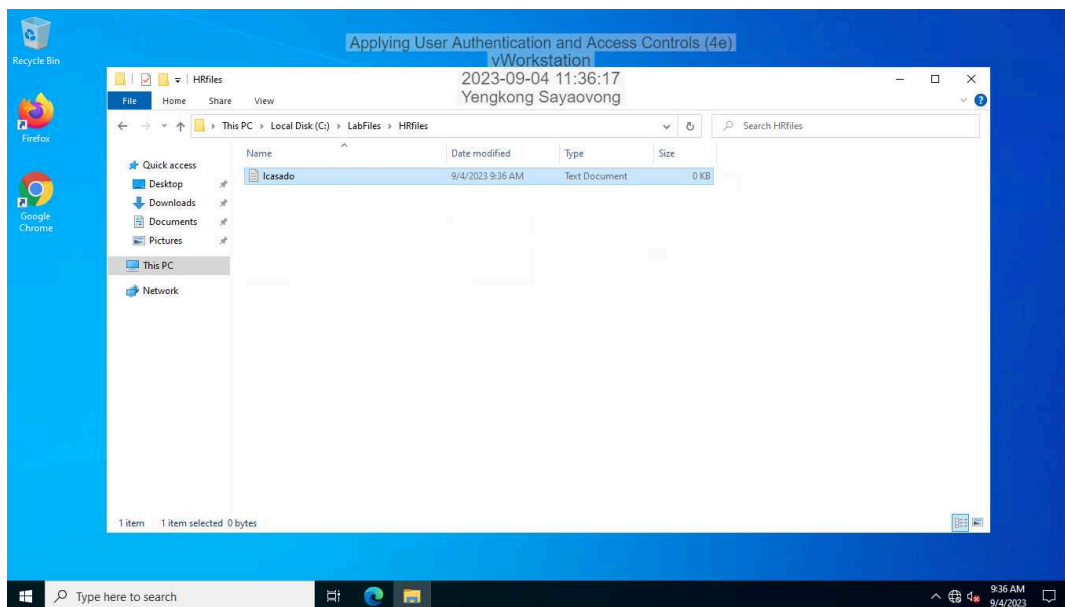 Recycle Bin
Applying User Authentication and Access Controls (4e)
vWorkstation
2023-09-04 11:36:17
Yengkong Sayaovong
HRfiles
File Home Share View
This PC > Local Disk (C:) > LabFiles > HRfiles
Search HRfiles
Firefox
Name Date modified Type Size
lcasado 9/4/2023 9:36 AM Text Document 0 KB
Quick access
Desktop
Downloads
Documents
Pictures
This PC
Network
Google
Chrome
1 item 1 item selected 0 bytes
Type here to search
9:36 AM
9/4/2023